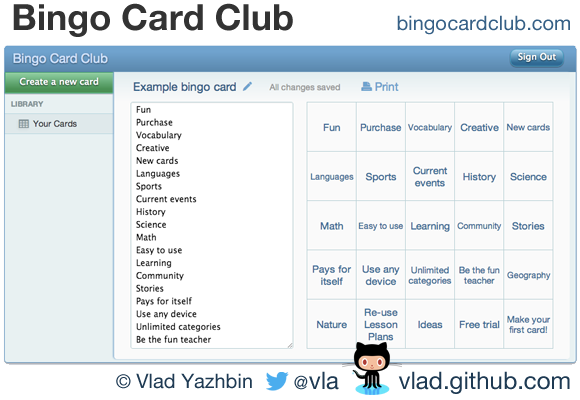 Bingo Card Club
bingocardclub.com
Bingo Card Club
Sign Out
Create a new card
Example bingo card
All changes saved
Print
LIBRARY
Your Cards
Fun
Purchase
Vocabulary
Creative
New cards
Languages
Sports
Current events
History
Science
Math
Easy to use
Learning
Community
Stories
Pays for itself
Use any device
Unlimited categories
Be the fun teacher
Fun
Purchase
Vocabulary
Creative
New cards
Languages
Sports
Current
events
History
Science
Math
Easy to use
Learning
Community
Stories
Pays for
itself
Use any
device
Unlimited
categories
Be the fun
teacher
Geography
Nature
Re-use
Lesson
Plans
Ideas
Free trial
Make your
first card!
© Vlad Yazhbin
@vla
vlad.github.com